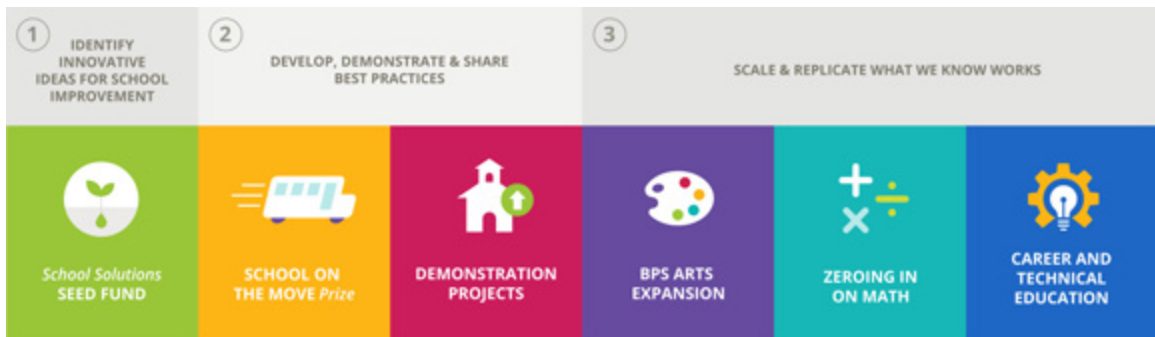 1
IDENTIFY
INNOVATIVE
IDEAS FOR SCHOOL
IMPROVEMENT
2
DEVELOP, DEMONSTRATE & SHARE
BEST PRACTICES
3
SCALE & REPLICATE WHAT WE KNOW WORKS
School Solutions
SEED FUND
SCHOOL ON
THE MOVE Prize
DEMONSTRATION
PROJECTS
BPS ARTS
EXPANSION
ZEROING IN
ON MATH
CAREER AND
TECHNICAL
EDUCATION